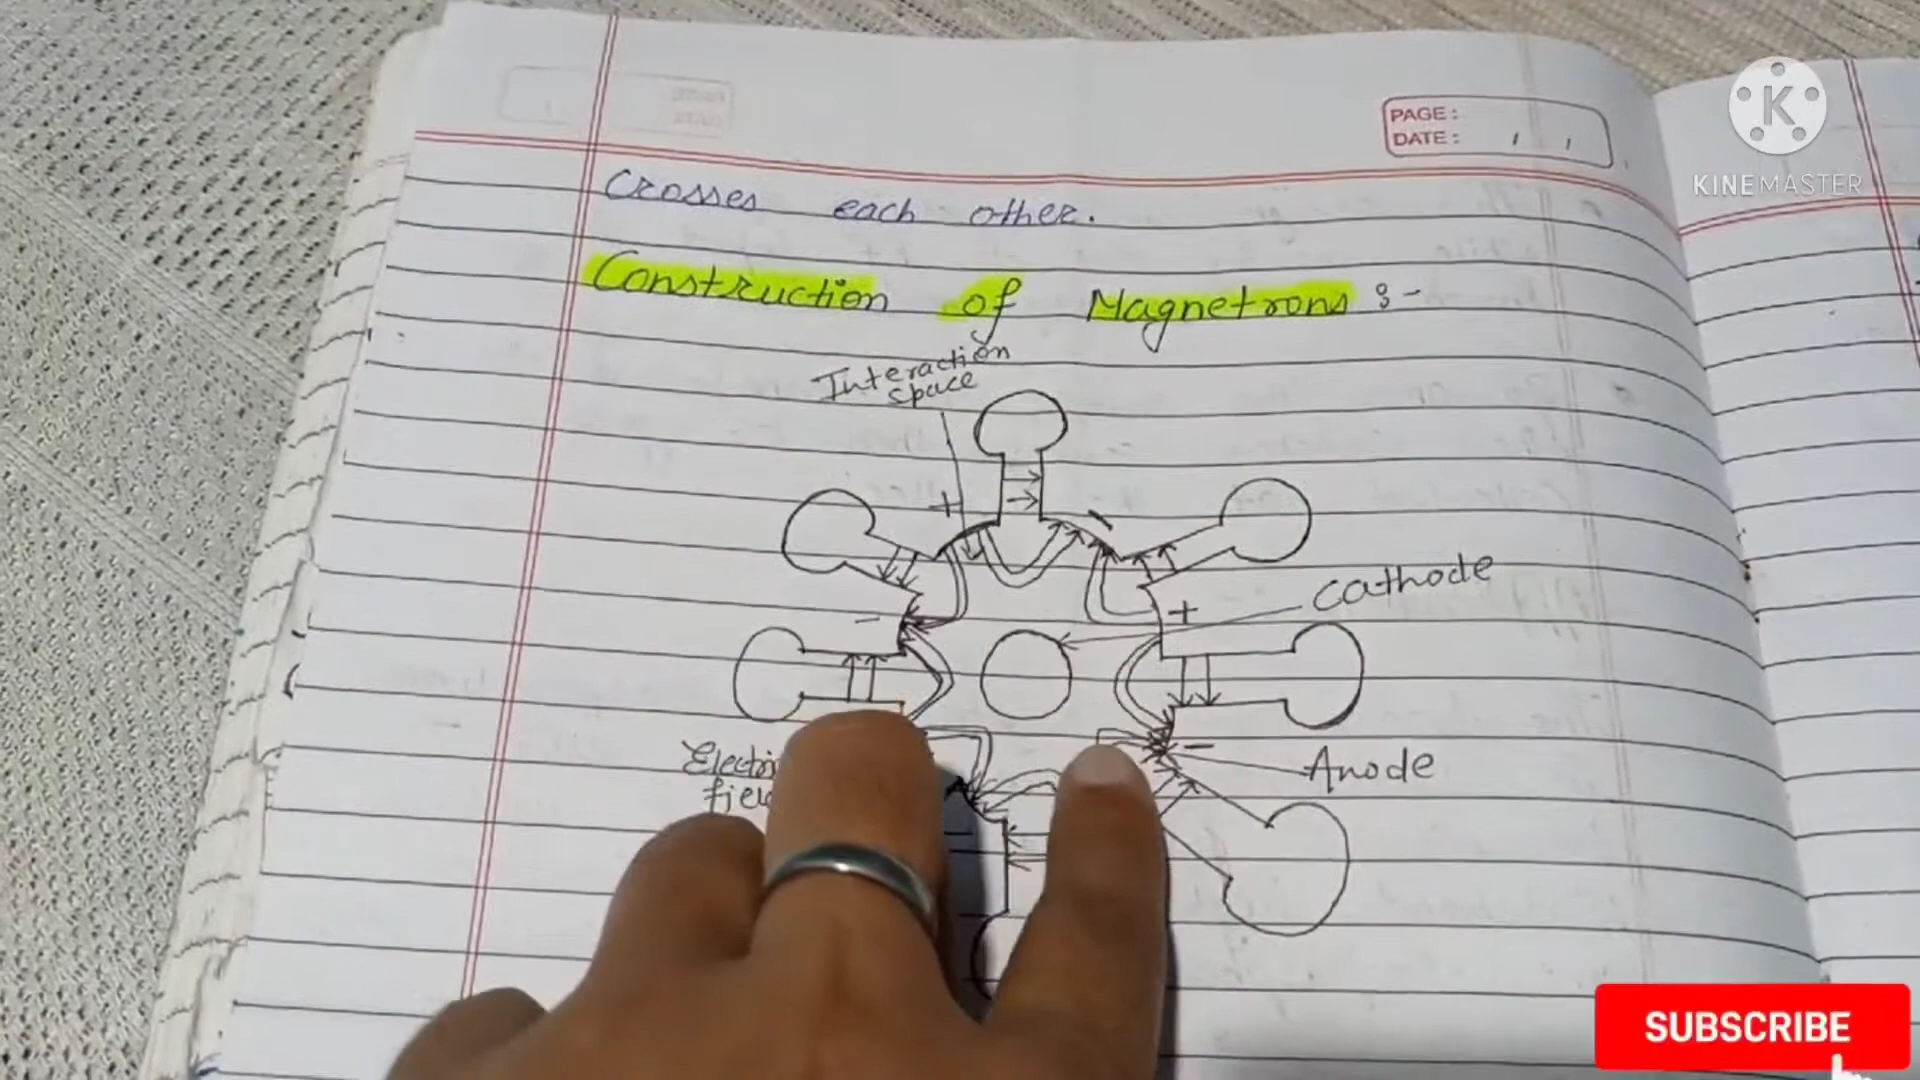 PAGE:
DATE: / /
K
KINEMASTER
Crosses each other.
Construction of Magnetrons :-
Interaction
space
+
-
Cathode
-
+
-
Anode
SUBSCRIBE